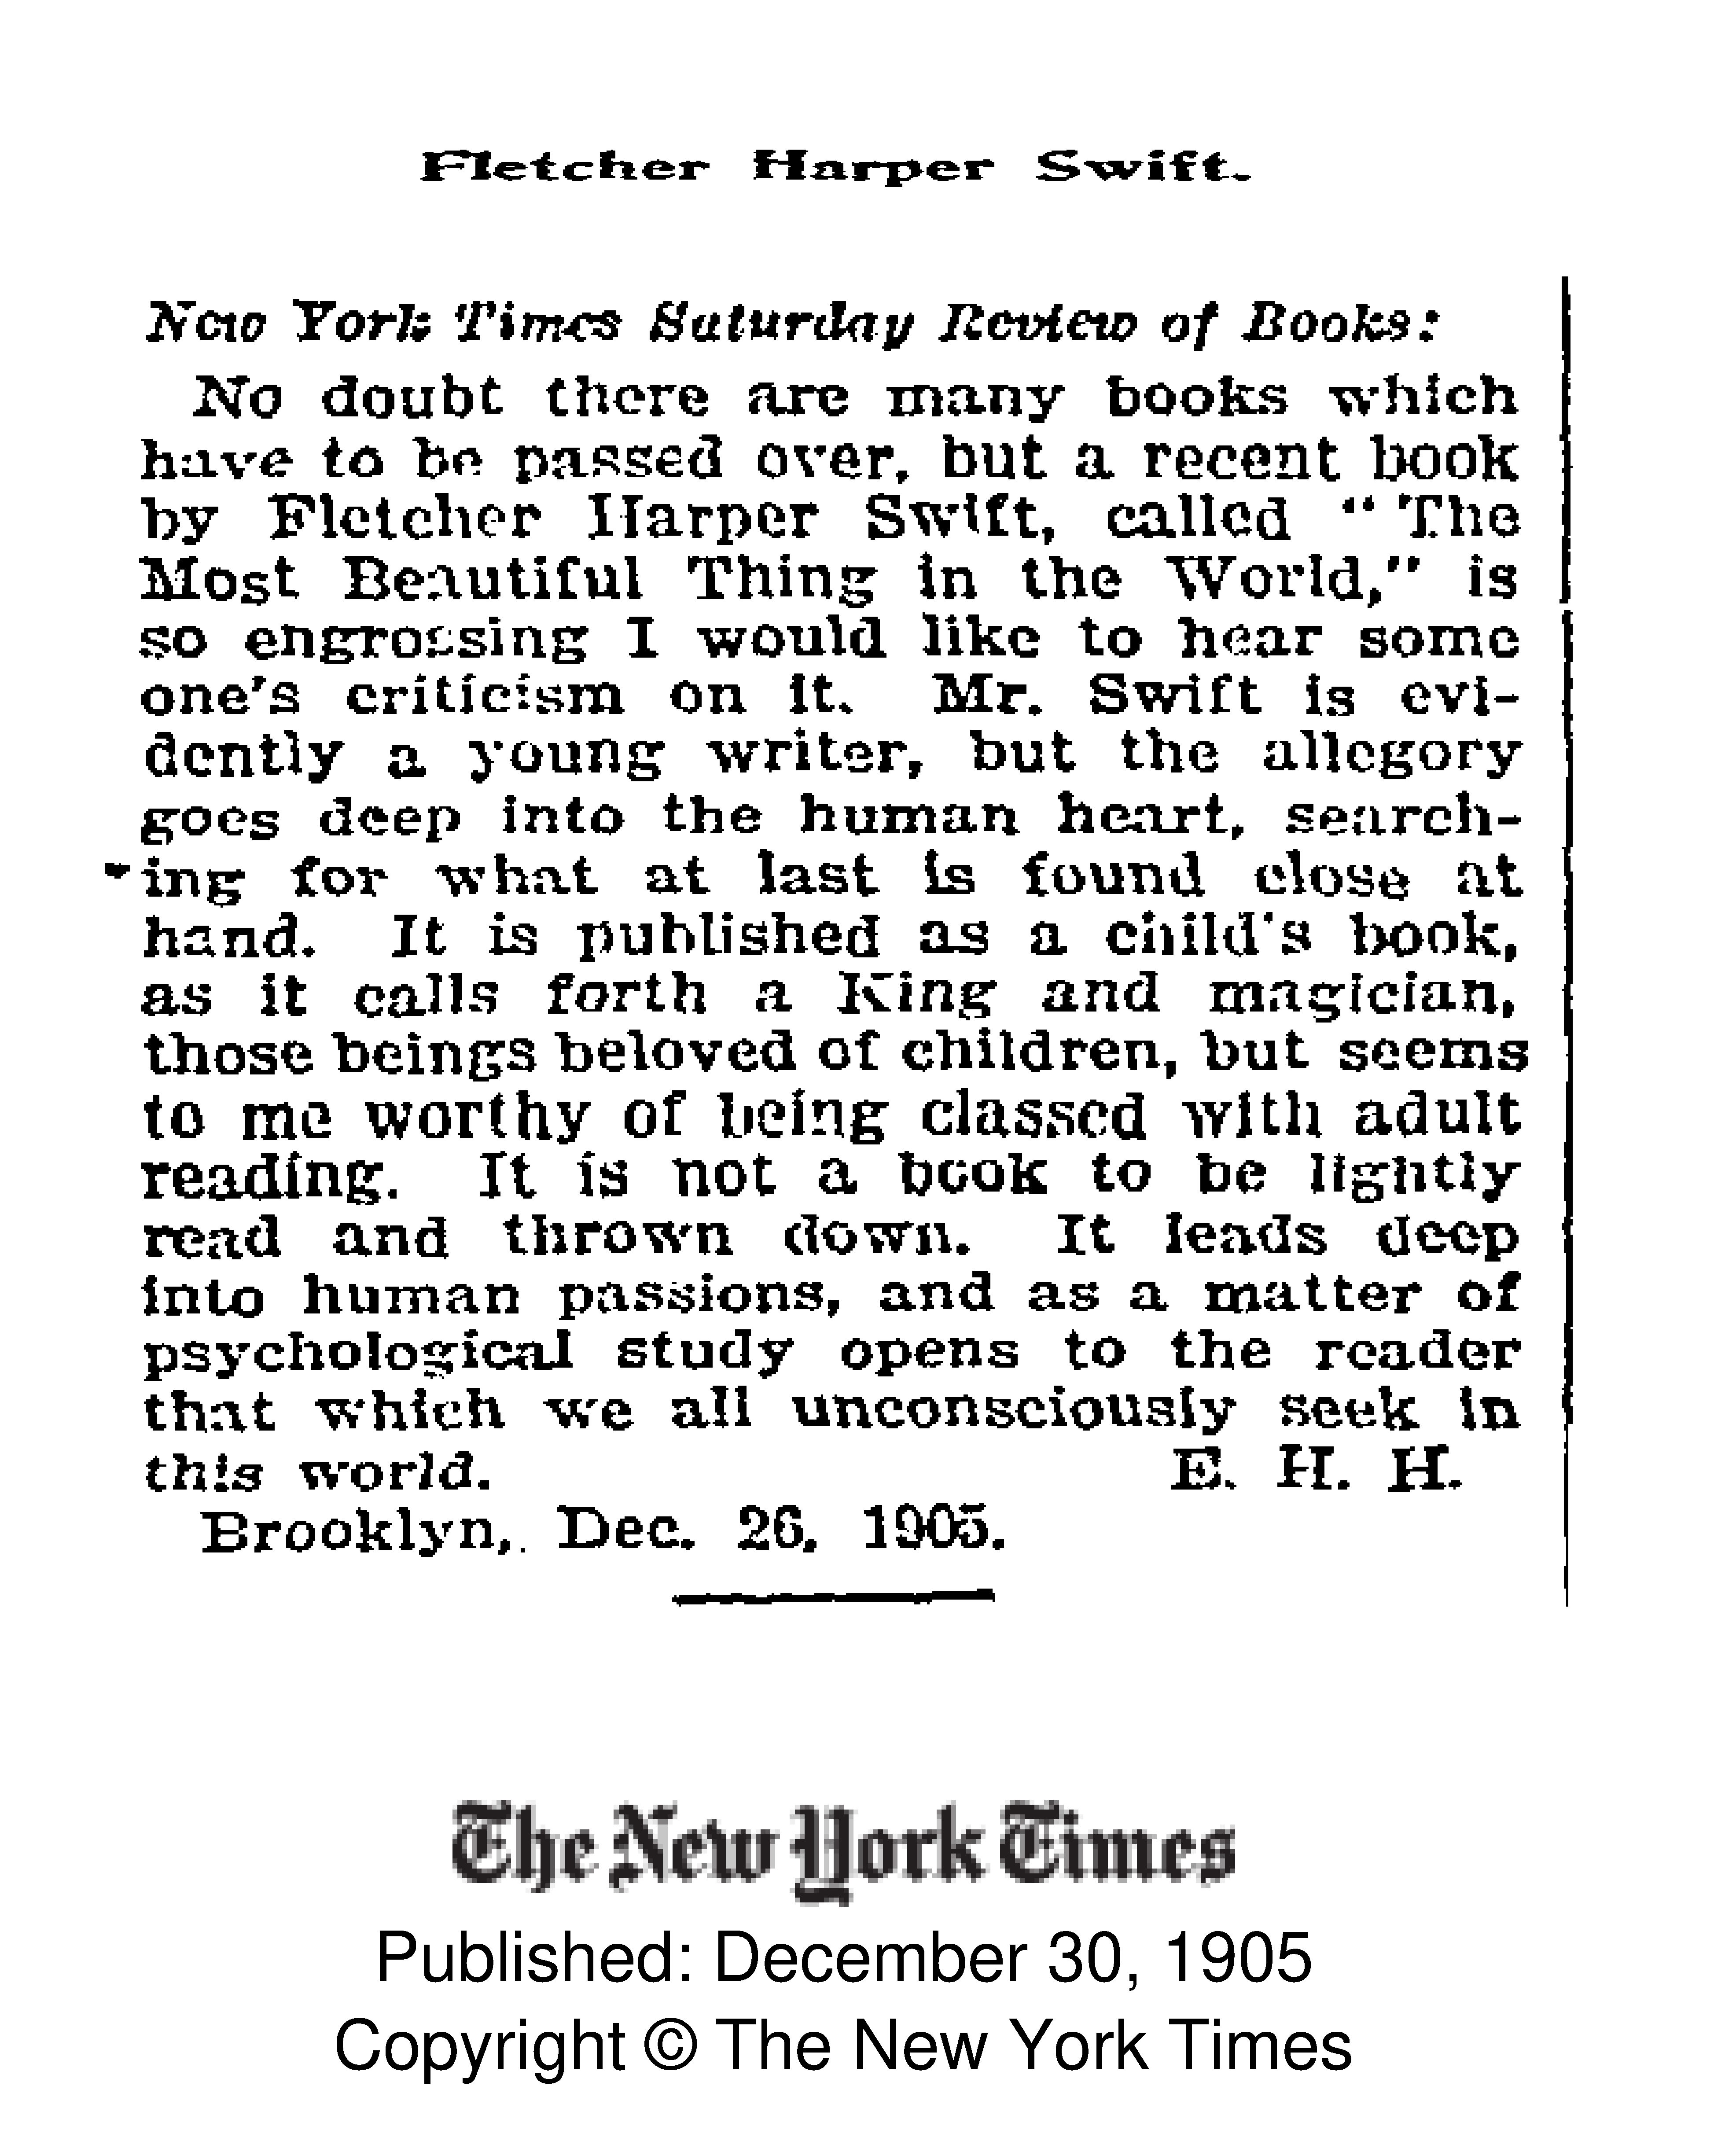 Fletcher Harper Swift.
New York Times Saturday Review of Books:
No doubt there are many books which
have to be passed over, but a recent book
by Fletcher Harper Swift, called “The
Most Beautiful Thing in the World,” is
so engrossing I would like to hear some
one's criticism on it. Mr. Swift is evi-
dently a young writer, but the allegory
goes deep into the human heart, search-
ing for what at last is found close at
hand. It is published as a child's book,
as it calls forth a King and magician,
those beings beloved of children, but seems
to me worthy of being classed with adult
reading. It is not a book to be lightly
read and thrown down. It leads deep
into human passions, and as a matter of
psychological study opens to the reader
that which we all unconsciously seek in
this world. E. H. H.
Brooklyn, Dec. 26, 1905.
The New York Times
Published: December 30, 1905
Copyright © The New York Times